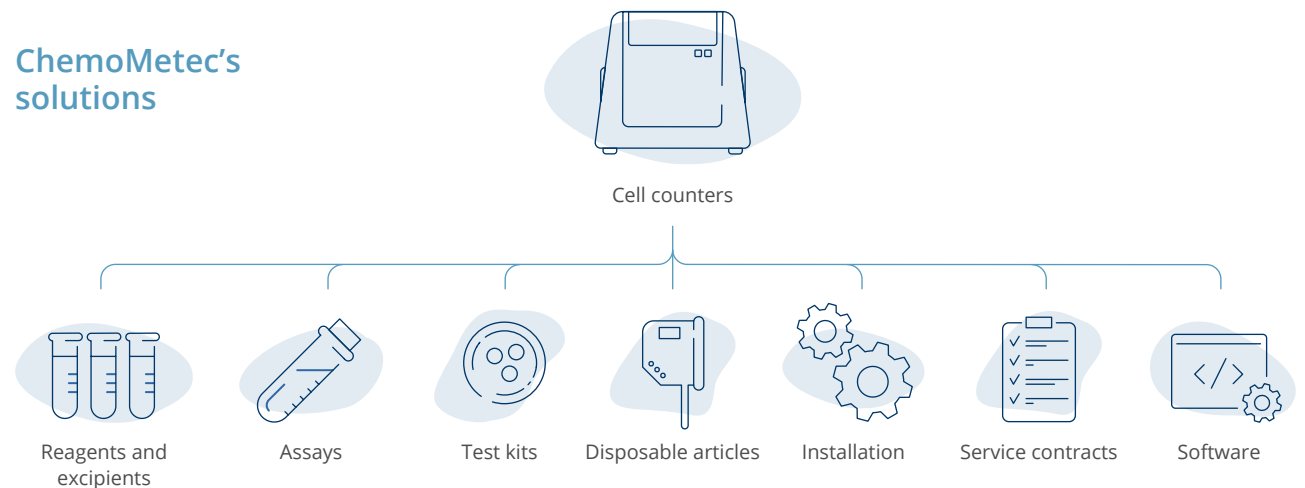 ChemoMetec's
solutions
Cell counters
Reagents and
excipients
Assays
Test kits
Disposable articles
Installation
Service contracts
</>
Software